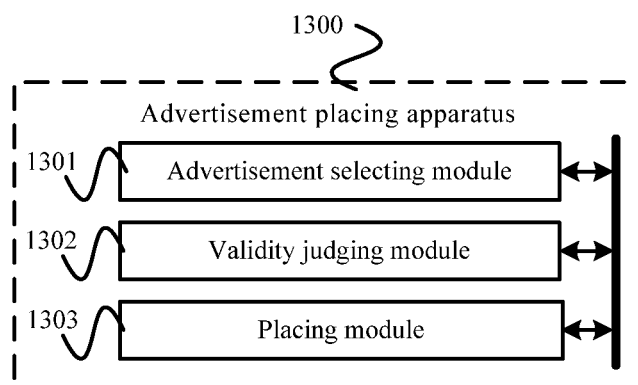 1300
Advertisement placing apparatus
1301
Advertisement selecting module
1302
Validity judging module
1303
Placing module